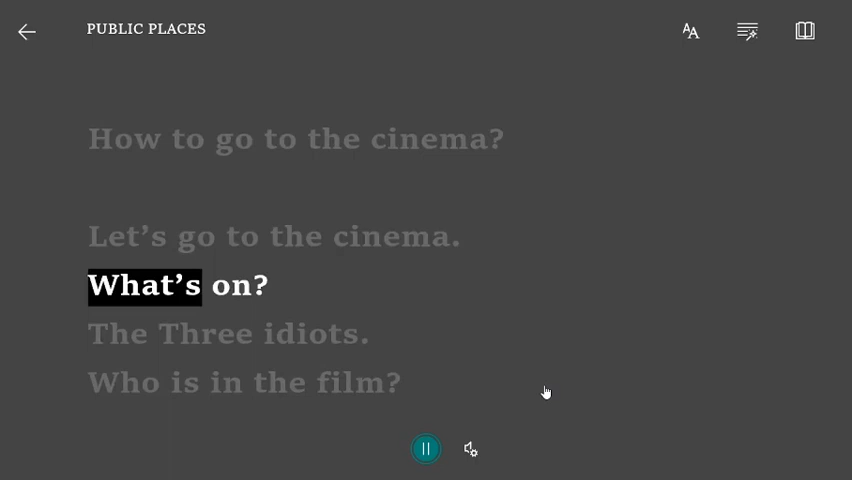 PUBLIC PLACES
AA
How to go to the cinema?
Let's go to the cinema.
What's on?
The Three idiots.
Who is in the film?